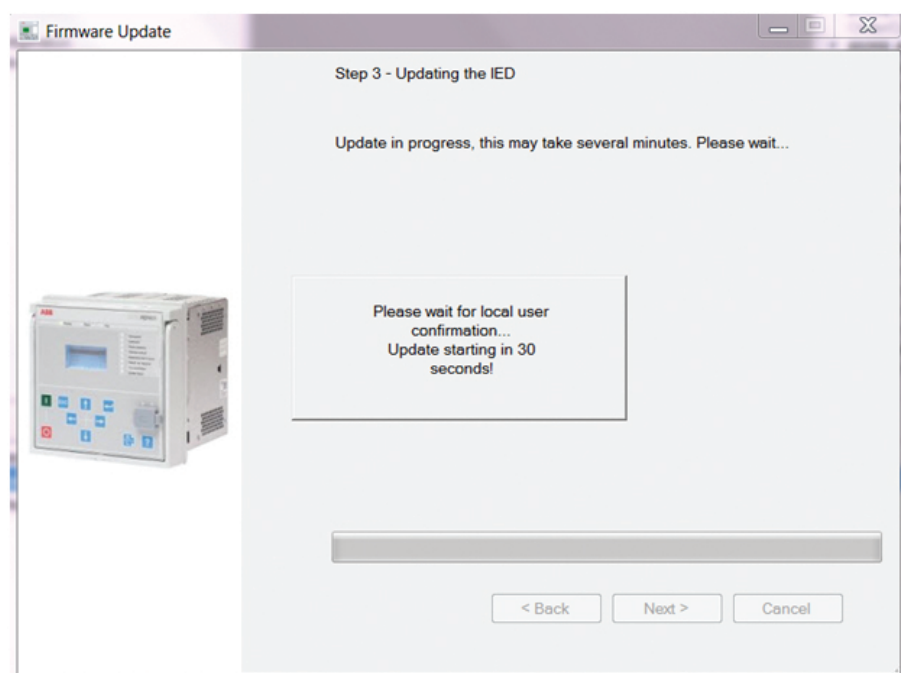 Firmware Update
Step 3 - Updating the IED
Update in progress, this may take several minutes. Please wait...
Please wait for local user
confirmation...
Update starting in 30
seconds!
ABB
< Back
Next >
Cancel